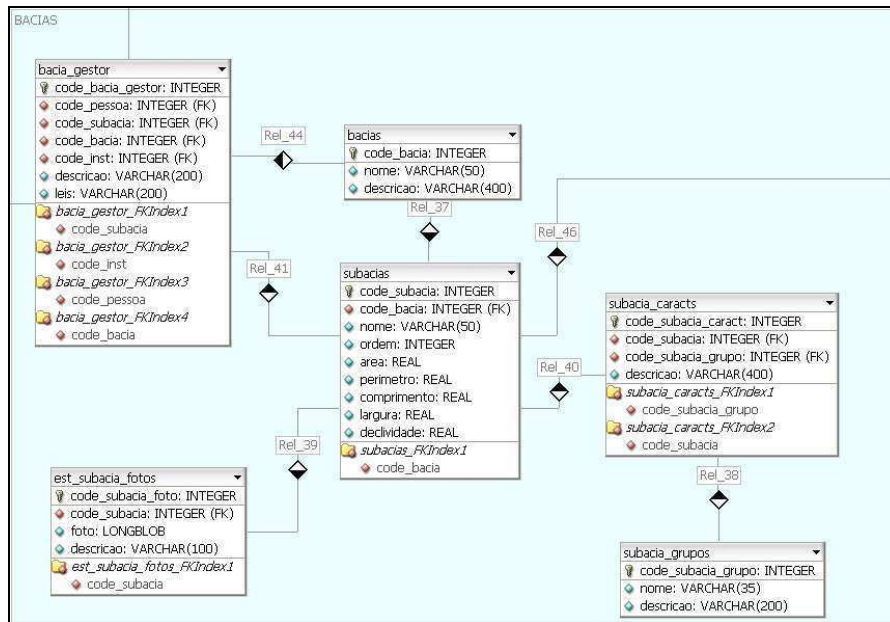 BACIAS
bacia_gestor
code_bacia_gestor: INTEGER
code_pessoa: INTEGER (FK)
code_subacia: INTEGER (FK)
code_bacia: INTEGER (FK)
code_inst: INTEGER (FK)
descricao: VARCHAR(200)
leis: VARCHAR(200)
bacia_gestor_FKIndex1
code_subacia
bacia_gestor_FKIndex2
code_inst
bacia_gestor_FKIndex3
code_pessoa
bacia_gestor_FKIndex4
code_bacia
Rel_44
bacias
code_bacia: INTEGER
nome: VARCHAR(50)
descricao: VARCHAR(400)
Rel_37
Rel_46
Rel_41
subacias
code_subacia: INTEGER
code_bacia: INTEGER (FK)
nome: VARCHAR(50)
ordem: INTEGER
area: REAL
perimetro: REAL
comprimento: REAL
largura: REAL
declividade: REAL
subacias_FKIndex1
code_bacia
subacia_caracts
code_subacia_caract: INTEGER
code_subacia: INTEGER (FK)
code_subacia_grupo: INTEGER (FK)
descricao: VARCHAR(400)
subacia_caracts_FKIndex1
code_subacia_grupo
subacia_caracts_FKIndex2
code_subacia
Rel_40
Rel_39
Rel_38
est_subacia_fotos
code_subacia_foto: INTEGER
code_subacia: INTEGER (FK)
foto: LONGBLOB
descricao: VARCHAR(100)
est_subacia_fotos_FKIndex1
code_subacia
subacia_grupos
code_subacia_grupo: INTEGER
nome: VARCHAR(35)
descricao: VARCHAR(200)